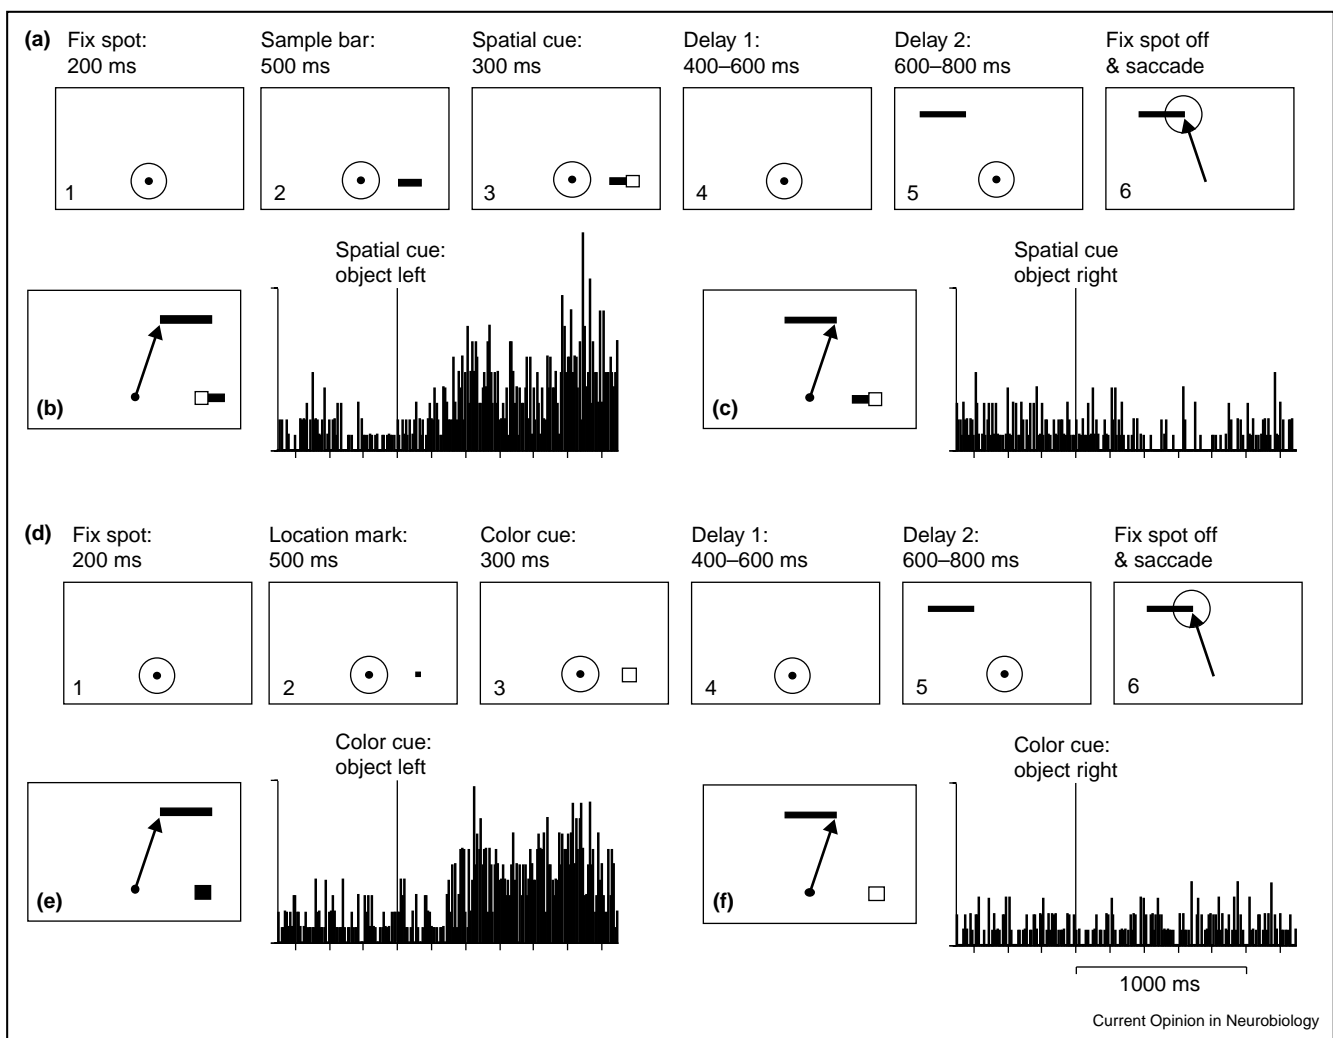 (a) Fix spot: Sample bar: Spatial cue: Delay 1: Delay 2: Fix spot off
200 ms 500 ms 300 ms 400–600 ms 600–800 ms & saccade
1 2 3 4 5 6
Spatial cue: Spatial cue
object left object right
(b) (c)
(d) Fix spot: Location mark: Color cue: Delay 1: Delay 2: Fix spot off
200 ms 500 ms 300 ms 400–600 ms 600–800 ms & saccade
1 2 3 4 5 6
Color cue: Color cue:
object left object right
(e) (f)
1000 ms
Current Opinion in Neurobiology